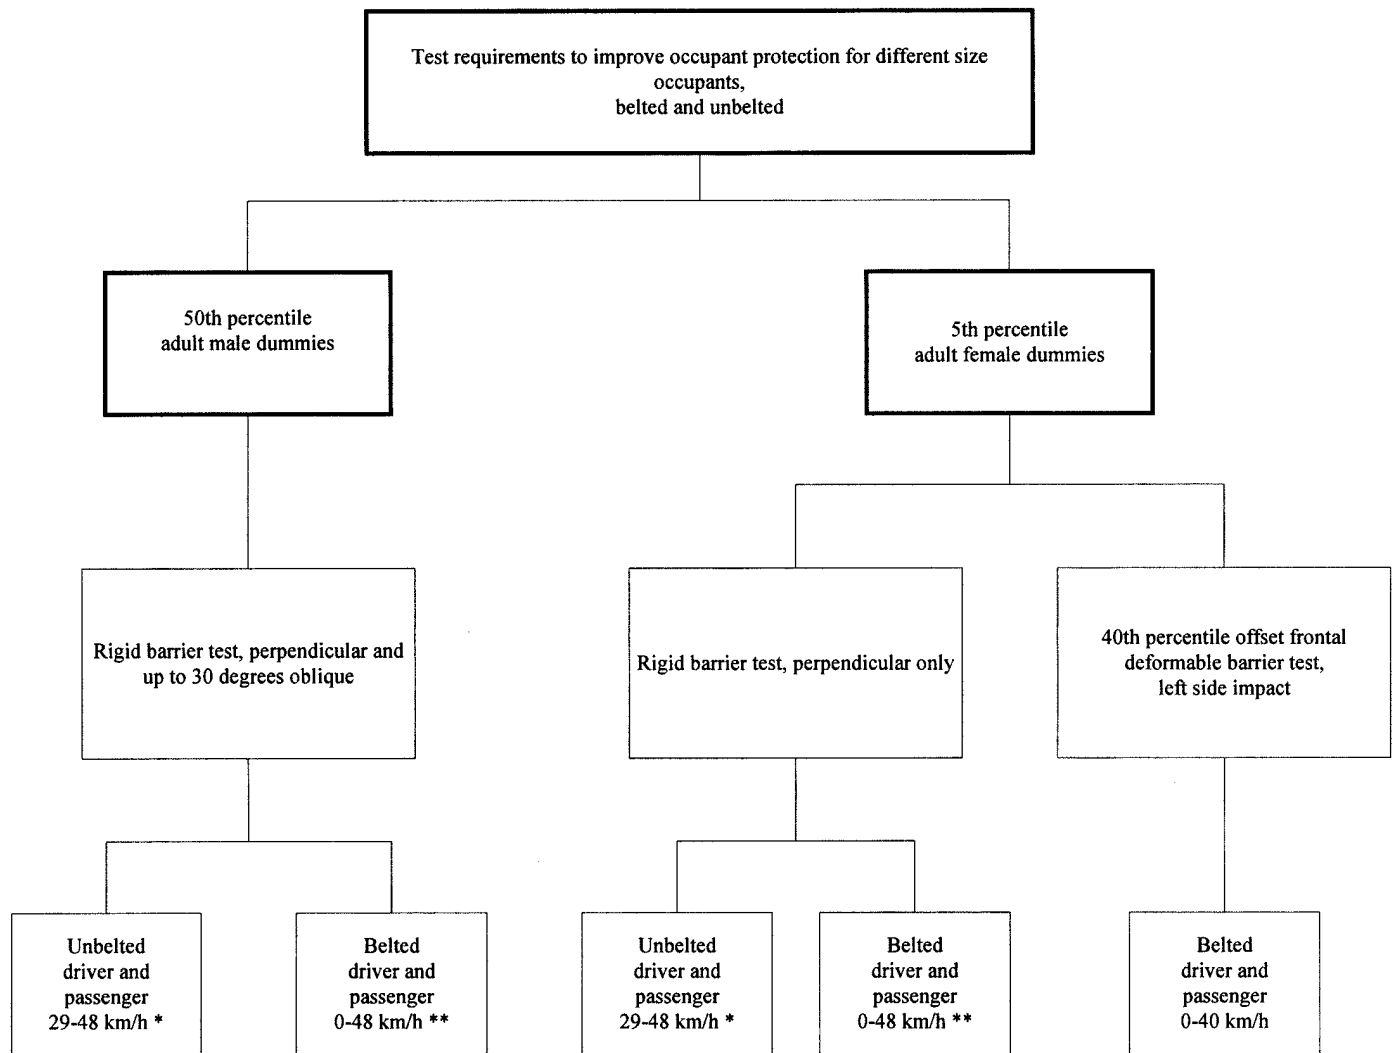 Test requirements to improve occupant protection for different size
occupants,
belted and unbelted
50th percentile
adult male dummies
5th percentile
adult female dummies
Rigid barrier test, perpendicular and
up to 30 degrees oblique
Rigid barrier test, perpendicular only
40th percentile offset frontal
deformable barrier test,
left side impact
Unbelted
driver and
passenger
29-48 km/h *
Belted
driver and
passenger
0-48 km/h **
Unbelted
driver and
passenger
29-48 km/h *
Belted
driver and
passenger
0-48 km/h **
Belted
driver and
passenger
0-40 km/h